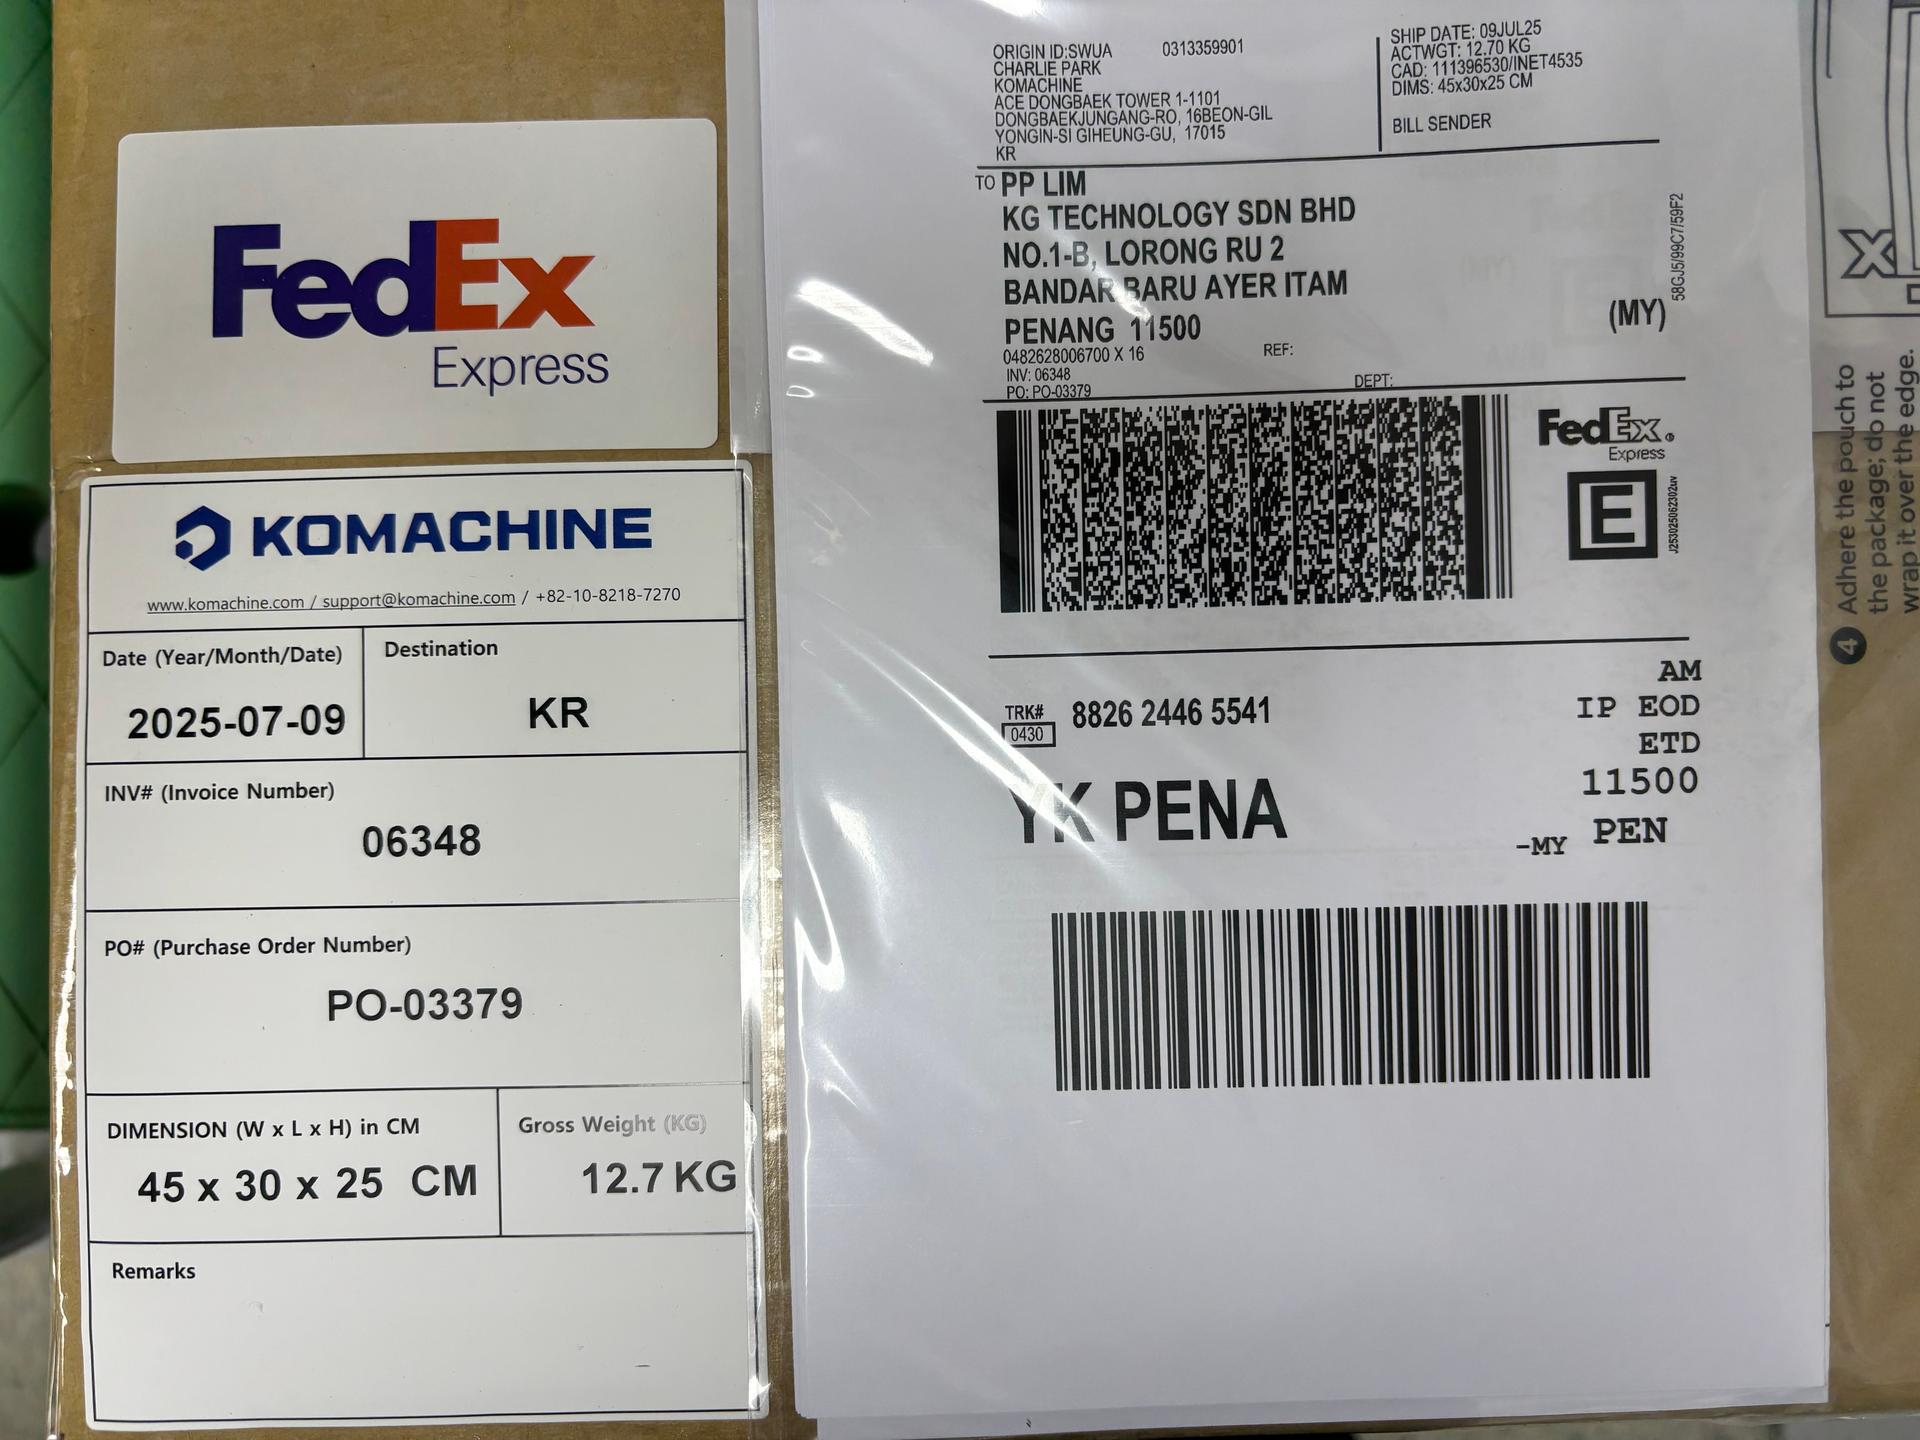 FedEx
Express
KOMACHINE
www.komachine.com / support@komachine.com / +82-10-8218-7270
Date (Year/Month/Date)
2025-07-09
Destination
KR
INV# (Invoice Number)
06348
PO# (Purchase Order Number)
PO-03379
DIMENSION (W x L x H) in CM
45 x 30 x 25 CM
Gross Weight (KG)
12.7 KG
Remarks
ORIGIN ID:SWUA 0313359901
CHARLIE PARK
KOMACHINE
ACE DONGBAEK TOWER 1-1101
DONGBAEKJUNGANG-RO, 16BEON-GIL
YONGIN-SI GIHEUNG-GU, 17015
KR
SHIP DATE: 09JUL25
ACTWGT: 12.70 KG
CAD: 111396530/INET4535
DIMS: 45x30x25 CM
BILL SENDER
TO PP LIM
KG TECHNOLOGY SDN BHD
NO.1-B, LORONG RU 2
BANDAR BARU AYER ITAM
PENANG 11500
(MY)
58GJ5/99C7/59F2
0482628006700 X 16
REF:
INV: 06348
PO: PO-03379
DEPT:
FedEx
Express
E
J253025062302uv
TRK# 8826 2446 5541
0430
AM
IP EOD
ETD
11500
YK PENA
-MY PEN
4 Adhere the pouch to
the package; do not
wrap it over the edge.